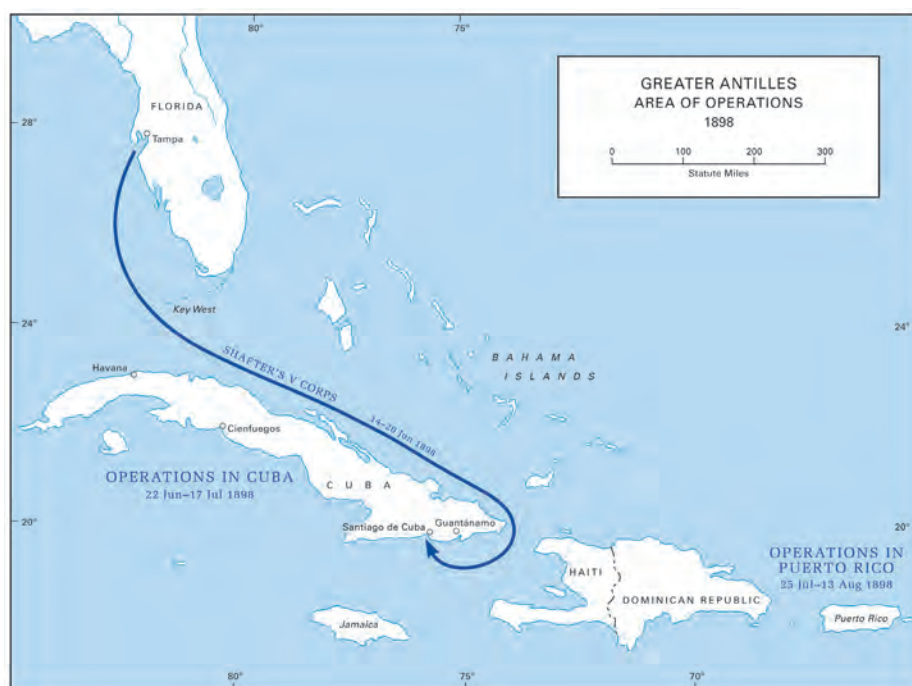 80°
75°
GREATER ANTILLES
AREA OF OPERATIONS
1898
0 100 200 300
Statute Miles
FLORIDA
28°
Tampa
Key West
24°
24°
SHAFTER'S V CORPS
14–20 Jun 1898
BAHAMA
ISLANDS
Havana
Cienfuegos
OPERATIONS IN CUBA
22 Jun–17 Jul 1898
CUBA
Santiago de Cuba
Guantánamo
20°
20°
OPERATIONS IN
PUERTO RICO
25 Jul–13 Aug 1898
HAITI
DOMINICAN REPUBLIC
Jamaica
Puerto Rico
80°
75°
70°